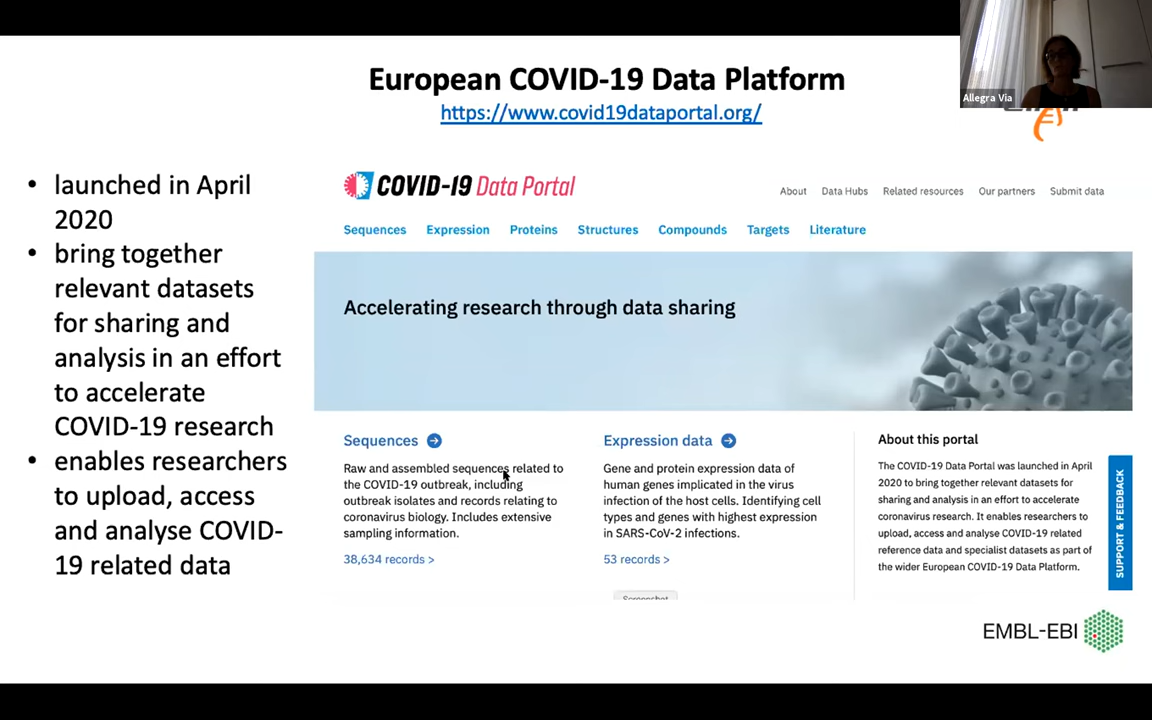 European COVID-19 Data Platform
https://www.covid19dataportal.org/
Allegra Via
• launched in April
2020
• bring together
relevant datasets
for sharing and
analysis in an effort
to accelerate
COVID-19 research
• enables researchers
to upload, access
and analyse COVID-
19 related data
COVID-19 Data Portal
About Data Hubs Related resources Our partners Submit data
Sequences Expression Proteins Structures Compounds Targets Literature
Accelerating research through data sharing
Sequences
Raw and assembled sequences related to
the COVID-19 outbreak, including
outbreak isolates and records relating to
coronavirus biology. Includes extensive
sampling information.
38,634 records >
Expression data
Gene and protein expression data of
human genes implicated in the virus
infection of the host cells. Identifying cell
types and genes with highest expression
in SARS-CoV-2 infections.
53 records >
Screenshot
About this portal
The COVID-19 Data Portal was launched in April
2020 to bring together relevant datasets for
sharing and analysis in an effort to accelerate
coronavirus research. It enables researchers to
upload, access and analyse COVID-19 related
reference data and specialist datasets as part of
the wider European COVID-19 Data Platform.
SUPPORT & FEEDBACK
EMBL-EBI